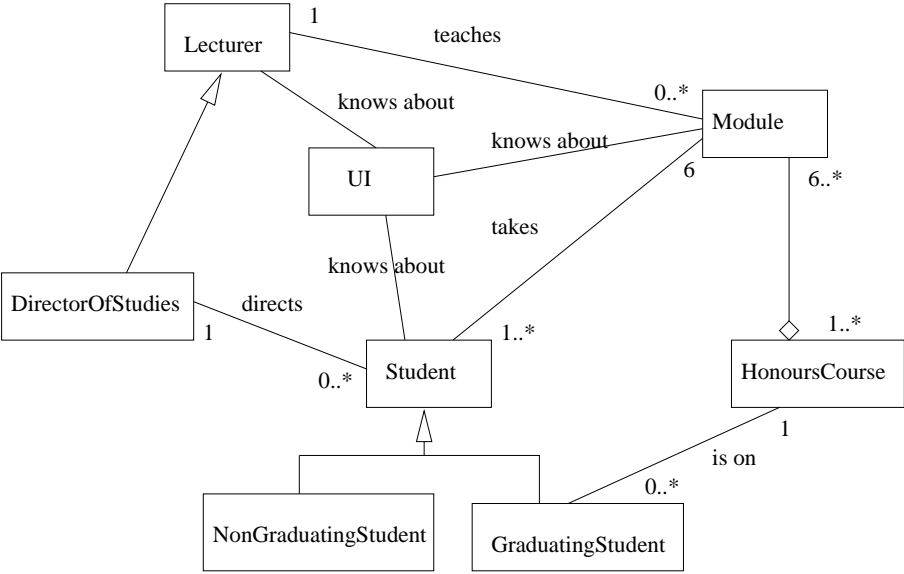 1
Lecturer
teaches
0..*
knows about
Module
knows about
6
6..*
UI
takes
knows about
DirectorOfStudies
directs
1
1..*
1..*
0..*
Student
HonoursCourse
1
is on
0..*
NonGraduatingStudent
GraduatingStudent